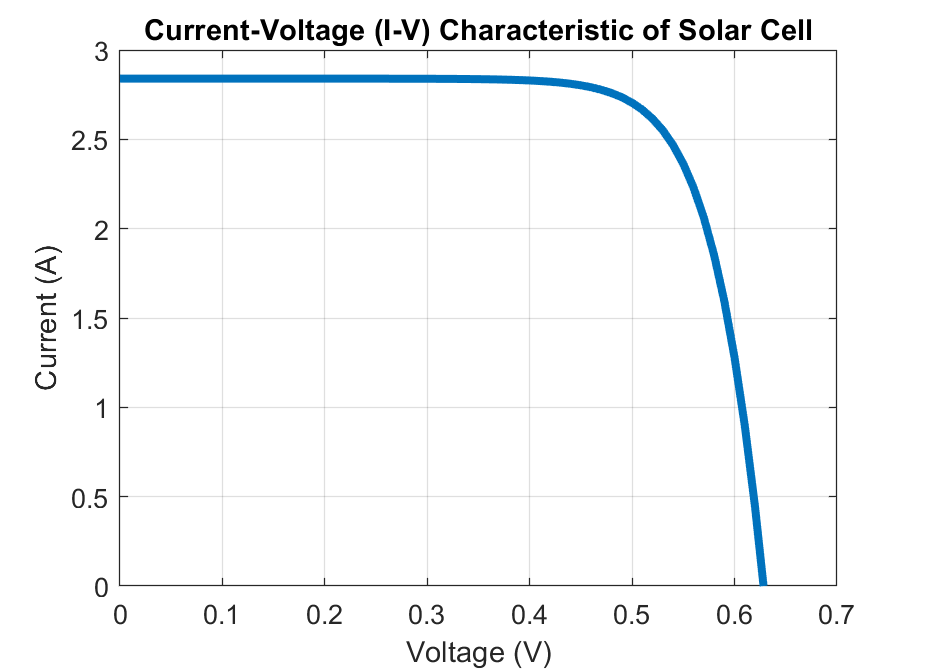 Current-Voltage (I-V) Characteristic of Solar Cell
3
2.5
2
1.5
1
0.5
0
Current (A)
0 0.1 0.2 0.3 0.4 0.5 0.6 0.7
Voltage (V)